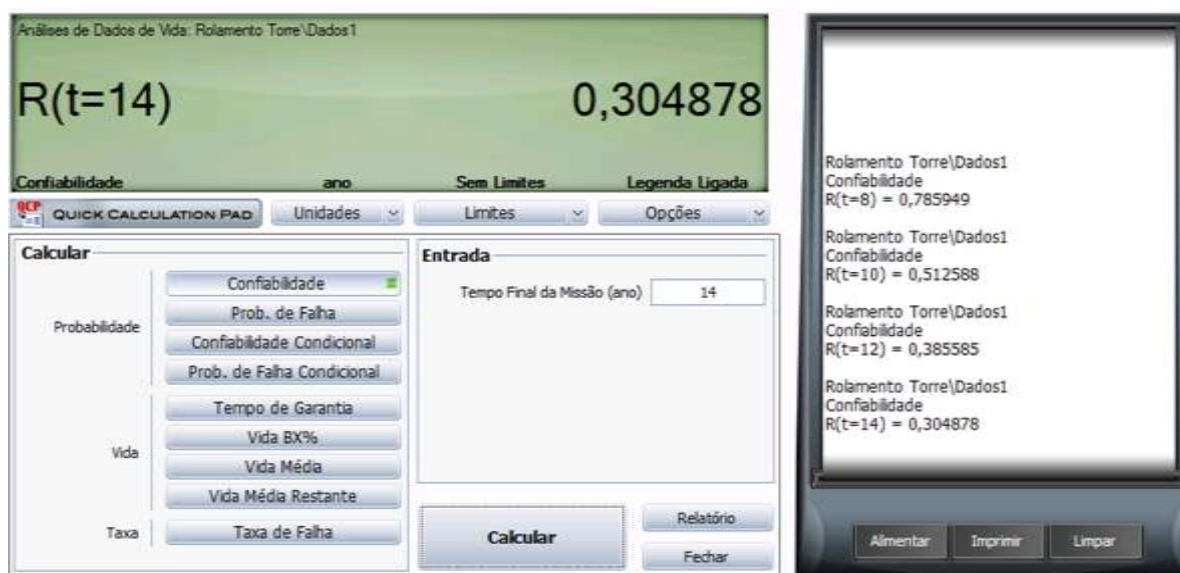 Análises de Dados de Vida: Rolamento Torre\Dados1
R(t=14) 0,304878
Confiabilidade ano Sem Limites Legenda Ligada
QCP QUICK CALCULATION PAD Unidades Limites Opções
Calcular
Probabilidade
Confiabilidade
Prob. de Falha
Confiabilidade Condicional
Prob. de Falha Condicional
Vida
Tempo de Garantia
Vida BX%
Vida Média
Vida Média Restante
Taxa
Taxa de Falha
Entrada
Tempo Final da Missão (ano) 14
Calcular
Relatório
Fechar
Rolamento Torre\Dados1
Confiabilidade
R(t=8) = 0,785949
Rolamento Torre\Dados1
Confiabilidade
R(t=10) = 0,512588
Rolamento Torre\Dados1
Confiabilidade
R(t=12) = 0,385585
Rolamento Torre\Dados1
Confiabilidade
R(t=14) = 0,304878
Alimentar Imprimir Limpar